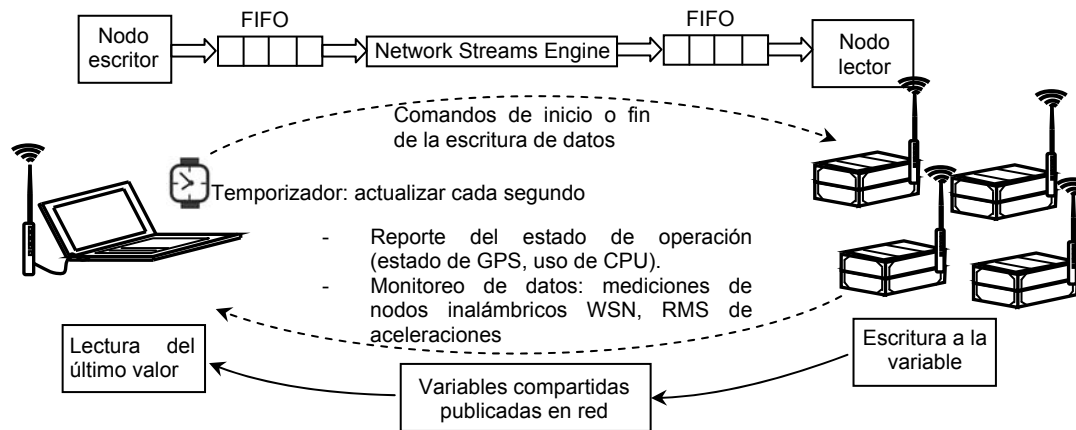 Nodo
escritor
FIFO
Network Streams Engine
FIFO
Nodo
lector
Comandos de inicio o fin
de la escritura de datos
Temporizador: actualizar cada segundo
- Reporte del estado de operación
(estado de GPS, uso de CPU).
- Monitoreo de datos: mediciones de
nodos inalámbricos WSN, RMS de
aceleraciones
Lectura del
último valor
Variables compartidas
publicadas en red
Escritura a la
variable